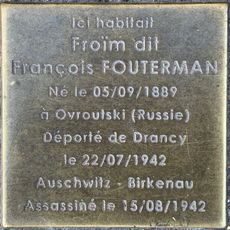 Ici habitait
Froïm dit
François FOUTERMAN
Né le 05/09/1889
à Ovroutski (Russie)
Déporté de Drancy
le 22/07/1942
Auschwitz - Birkenau
Assassiné le 15/08/1942